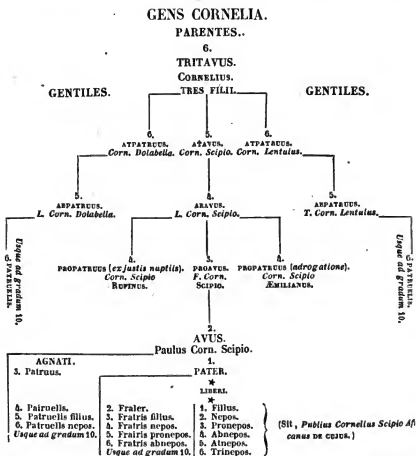 GENS CORNELIA.
PARENTES..
6.
TRITAVUS.
CORNELIUS.
GENTILES. TRES FILII. GENTILES.
6. 5. 6.
ATPATRUUS. ATAVUS. ATPATRUUS.
Corn. Dolabella. Corn. Scipio. Corn. Lentulus.
5. 4. 5.
ABPATRUUS. ABAVUS. ABPATRUUS.
L. Corn. Dolabella. L. Corn. Scipio. T. Corn. Lentulus.
6. PATRUELIS.
Usque ad gradum 10.
6. PATRUELIS.
Usque ad gradum 10.
4. 3. 4.
PROPATRUUS (ex justis nuptiis). PROAVUS. PROPATRUUS (adrogatione).
Corn. Scipio F. Corn. Corn. Scipio
RUFINUS. SCIPIO. ÆMILIANUS.
2.
AVUS.
Paulus Corn. Scipio.
AGNATI. 1.
3. Patruus. PATER.
LIBERI.
4. Patruelis. 2. Frater. 1. Filius.
5. Patruelis filius. 3. Fratris filius. 2. Nepos.
6. Patruelis nepos. 4. Fratris nepos. 3. Pronepos.
Usque ad gradum 10. 5. Fratris pronepos. 4. Abnepos.
6. Fratris abnepos. 5. Atnepos.
Usque ad gradum 10. 6. Trinepos.
(Sit, Publius Cornelius Scipio Afri
canus DE CUJUS.)